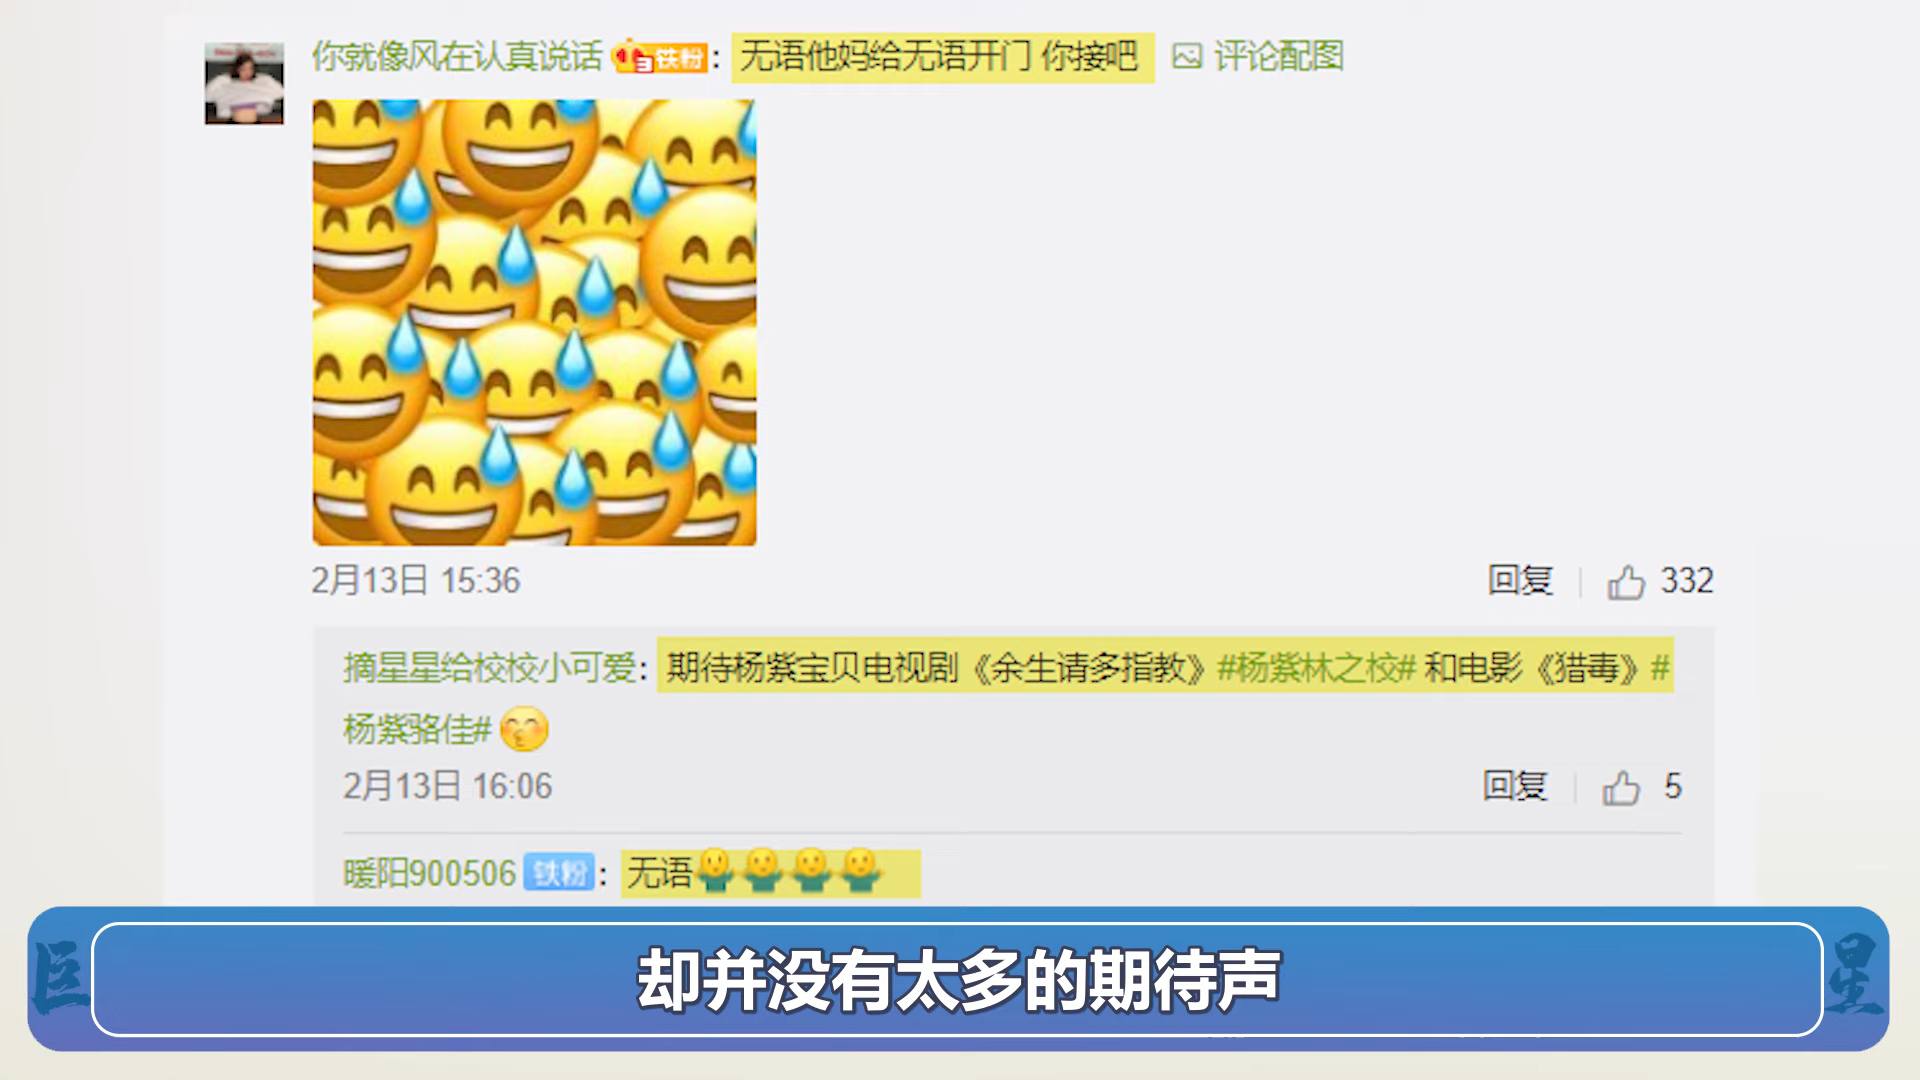 你就像风在认真说话 铁粉：无语他妈给无语开门 你接吧 评论配图
2月13日 15:36
回复 332
摘星星给校校小可爱：期待杨紫宝贝电视剧《余生请多指教》#杨紫林之校# 和电影《猎毒》#
杨紫骆佳#
2月13日 16:06
回复 5
暖阳900506 铁粉：无语
巨
却并没有太多的期待声
星